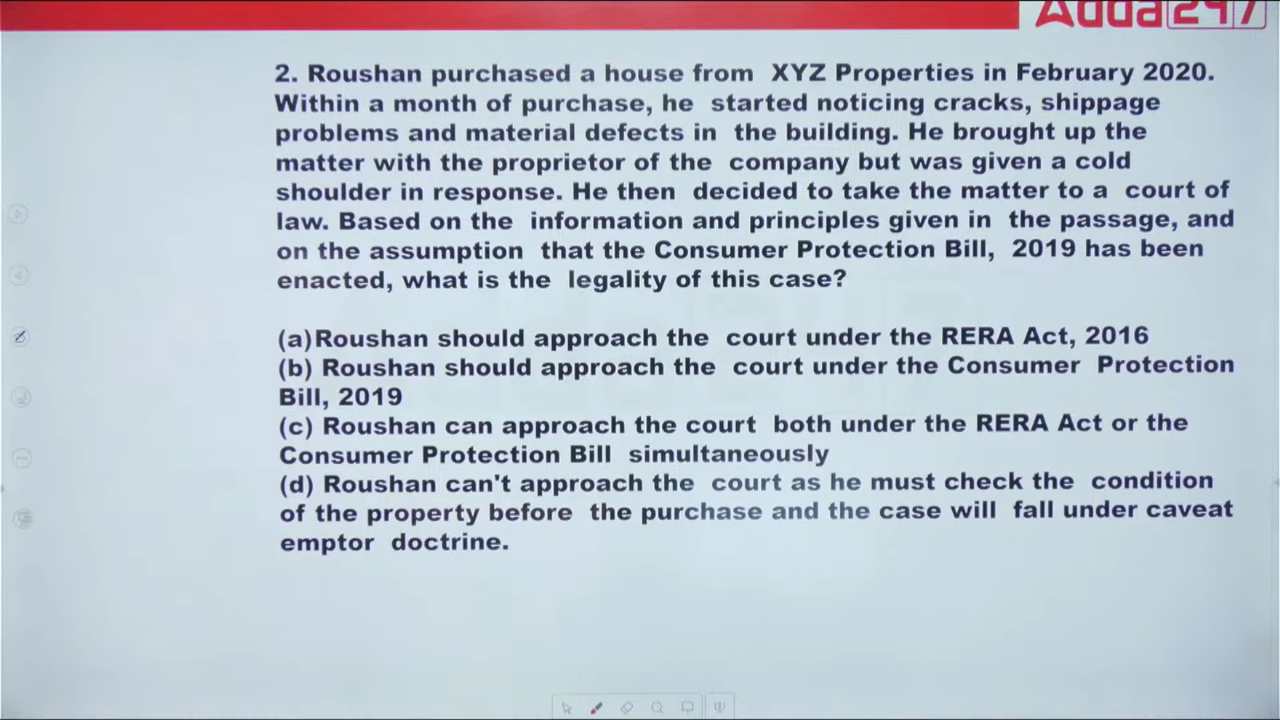 Adda247
2. Roushan purchased a house from XYZ Properties in February 2020.
Within a month of purchase, he started noticing cracks, shippage
problems and material defects in the building. He brought up the
matter with the proprietor of the company but was given a cold
shoulder in response. He then decided to take the matter to a court of
law. Based on the information and principles given in the passage, and
on the assumption that the Consumer Protection Bill, 2019 has been
enacted, what is the legality of this case?
(a)Roushan should approach the court under the RERA Act, 2016
(b) Roushan should approach the court under the Consumer Protection
Bill, 2019
(c) Roushan can approach the court both under the RERA Act or the
Consumer Protection Bill simultaneously
(d) Roushan can't approach the court as he must check the condition
of the property before the purchase and the case will fall under caveat
emptor doctrine.